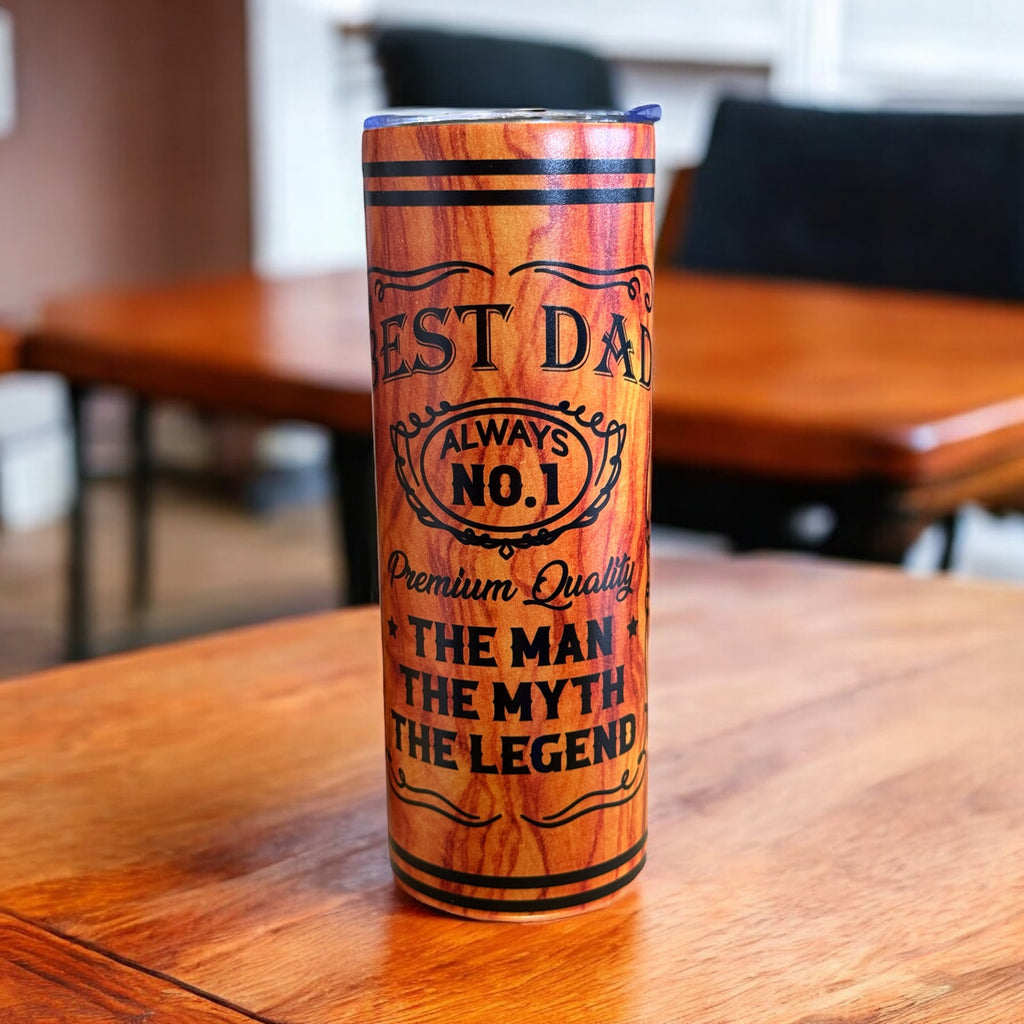 BEST DAD
ALWAYS
NO.1
Premium Quality
THE MAN
THE MYTH
THE LEGEND